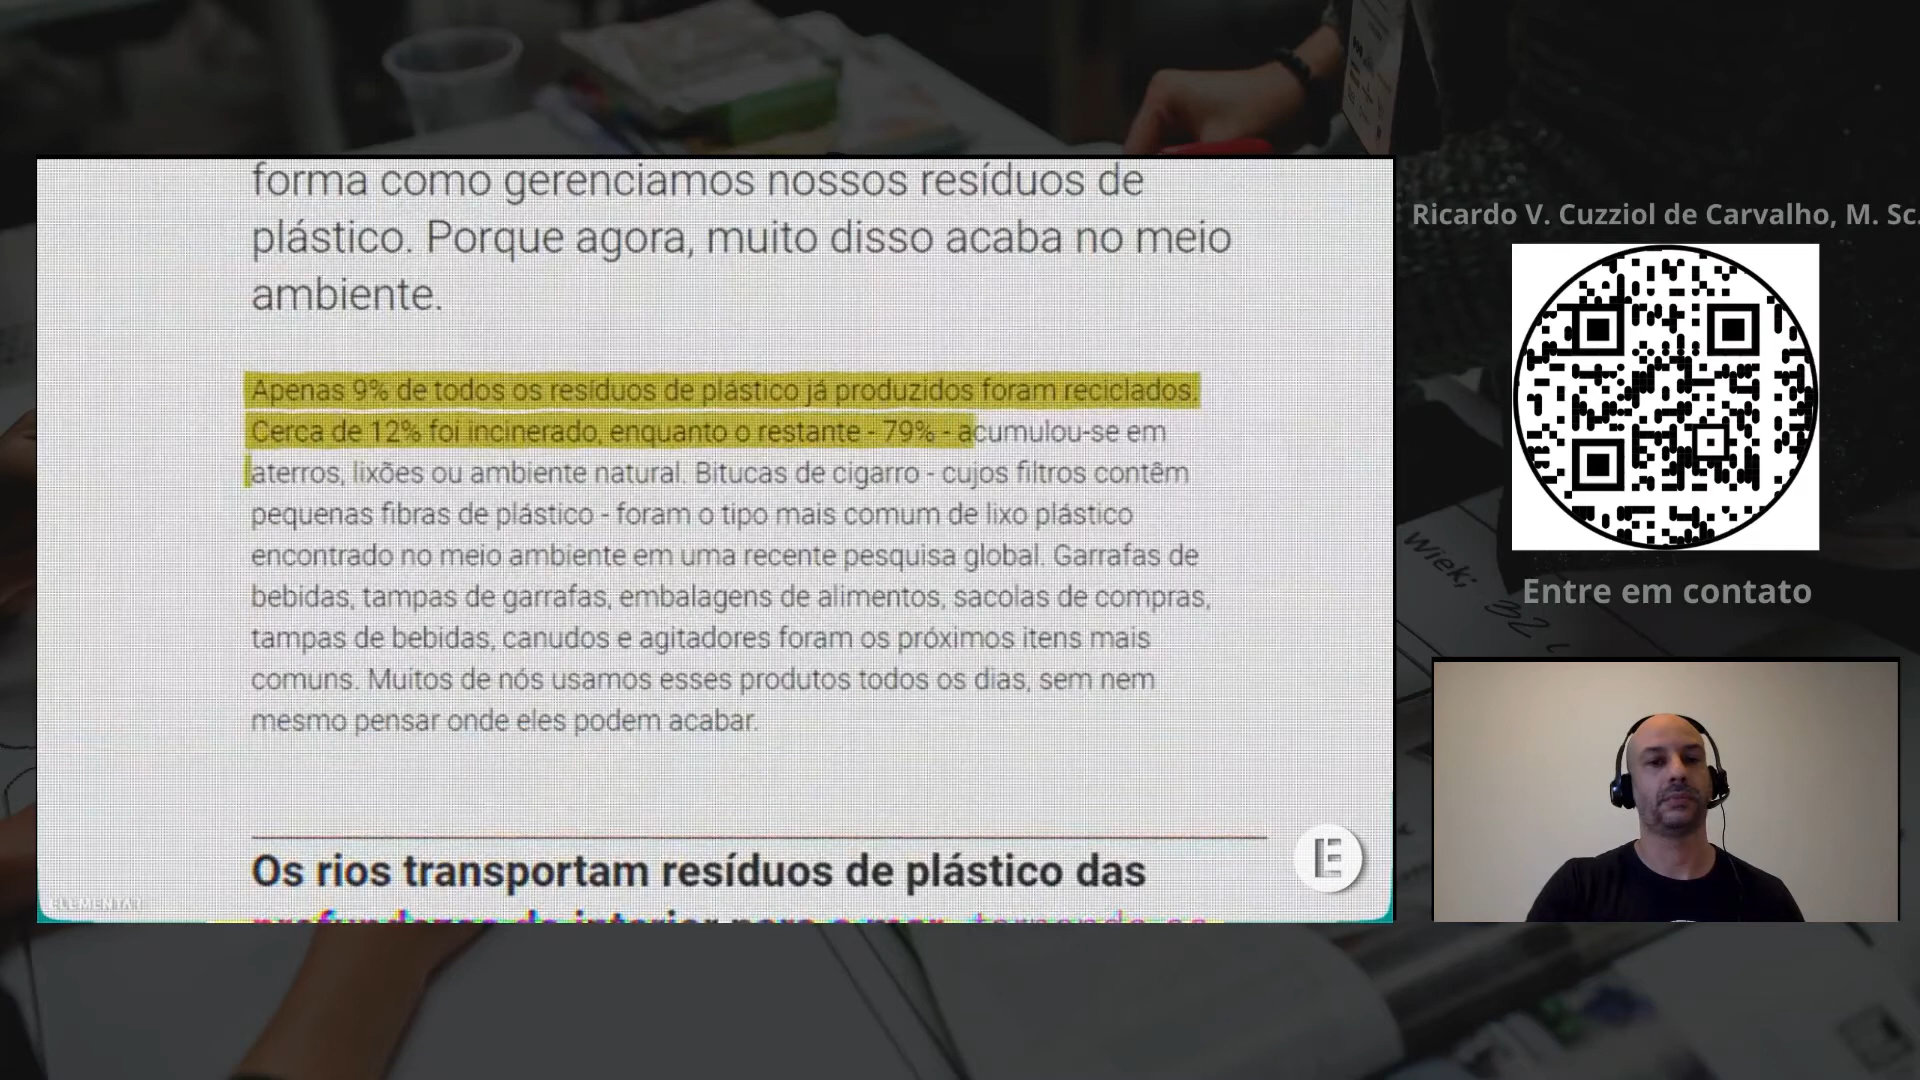 forma como gerenciamos nossos resíduos de
plástico. Porque agora, muito disso acaba no meio
ambiente.
Apenas 9% de todos os resíduos de plástico já produzidos foram reciclados.
Cerca de 12% foi incinerado, enquanto o restante - 79% - acumulou-se em
aterros, lixões ou ambiente natural. Bitucas de cigarro - cujos filtros contêm
pequenas fibras de plástico - foram o tipo mais comum de lixo plástico
encontrado no meio ambiente em uma recente pesquisa global. Garrafas de
bebidas, tampas de garrafas, embalagens de alimentos, sacolas de compras,
tampas de bebidas, canudos e agitadores foram os próximos itens mais
comuns. Muitos de nós usamos esses produtos todos os dias, sem nem
mesmo pensar onde eles podem acabar.
Os rios transportam resíduos de plástico das
E
Ricardo V. Cuzziol de Carvalho, M. Sc.
Entre em contato
Wieki
32